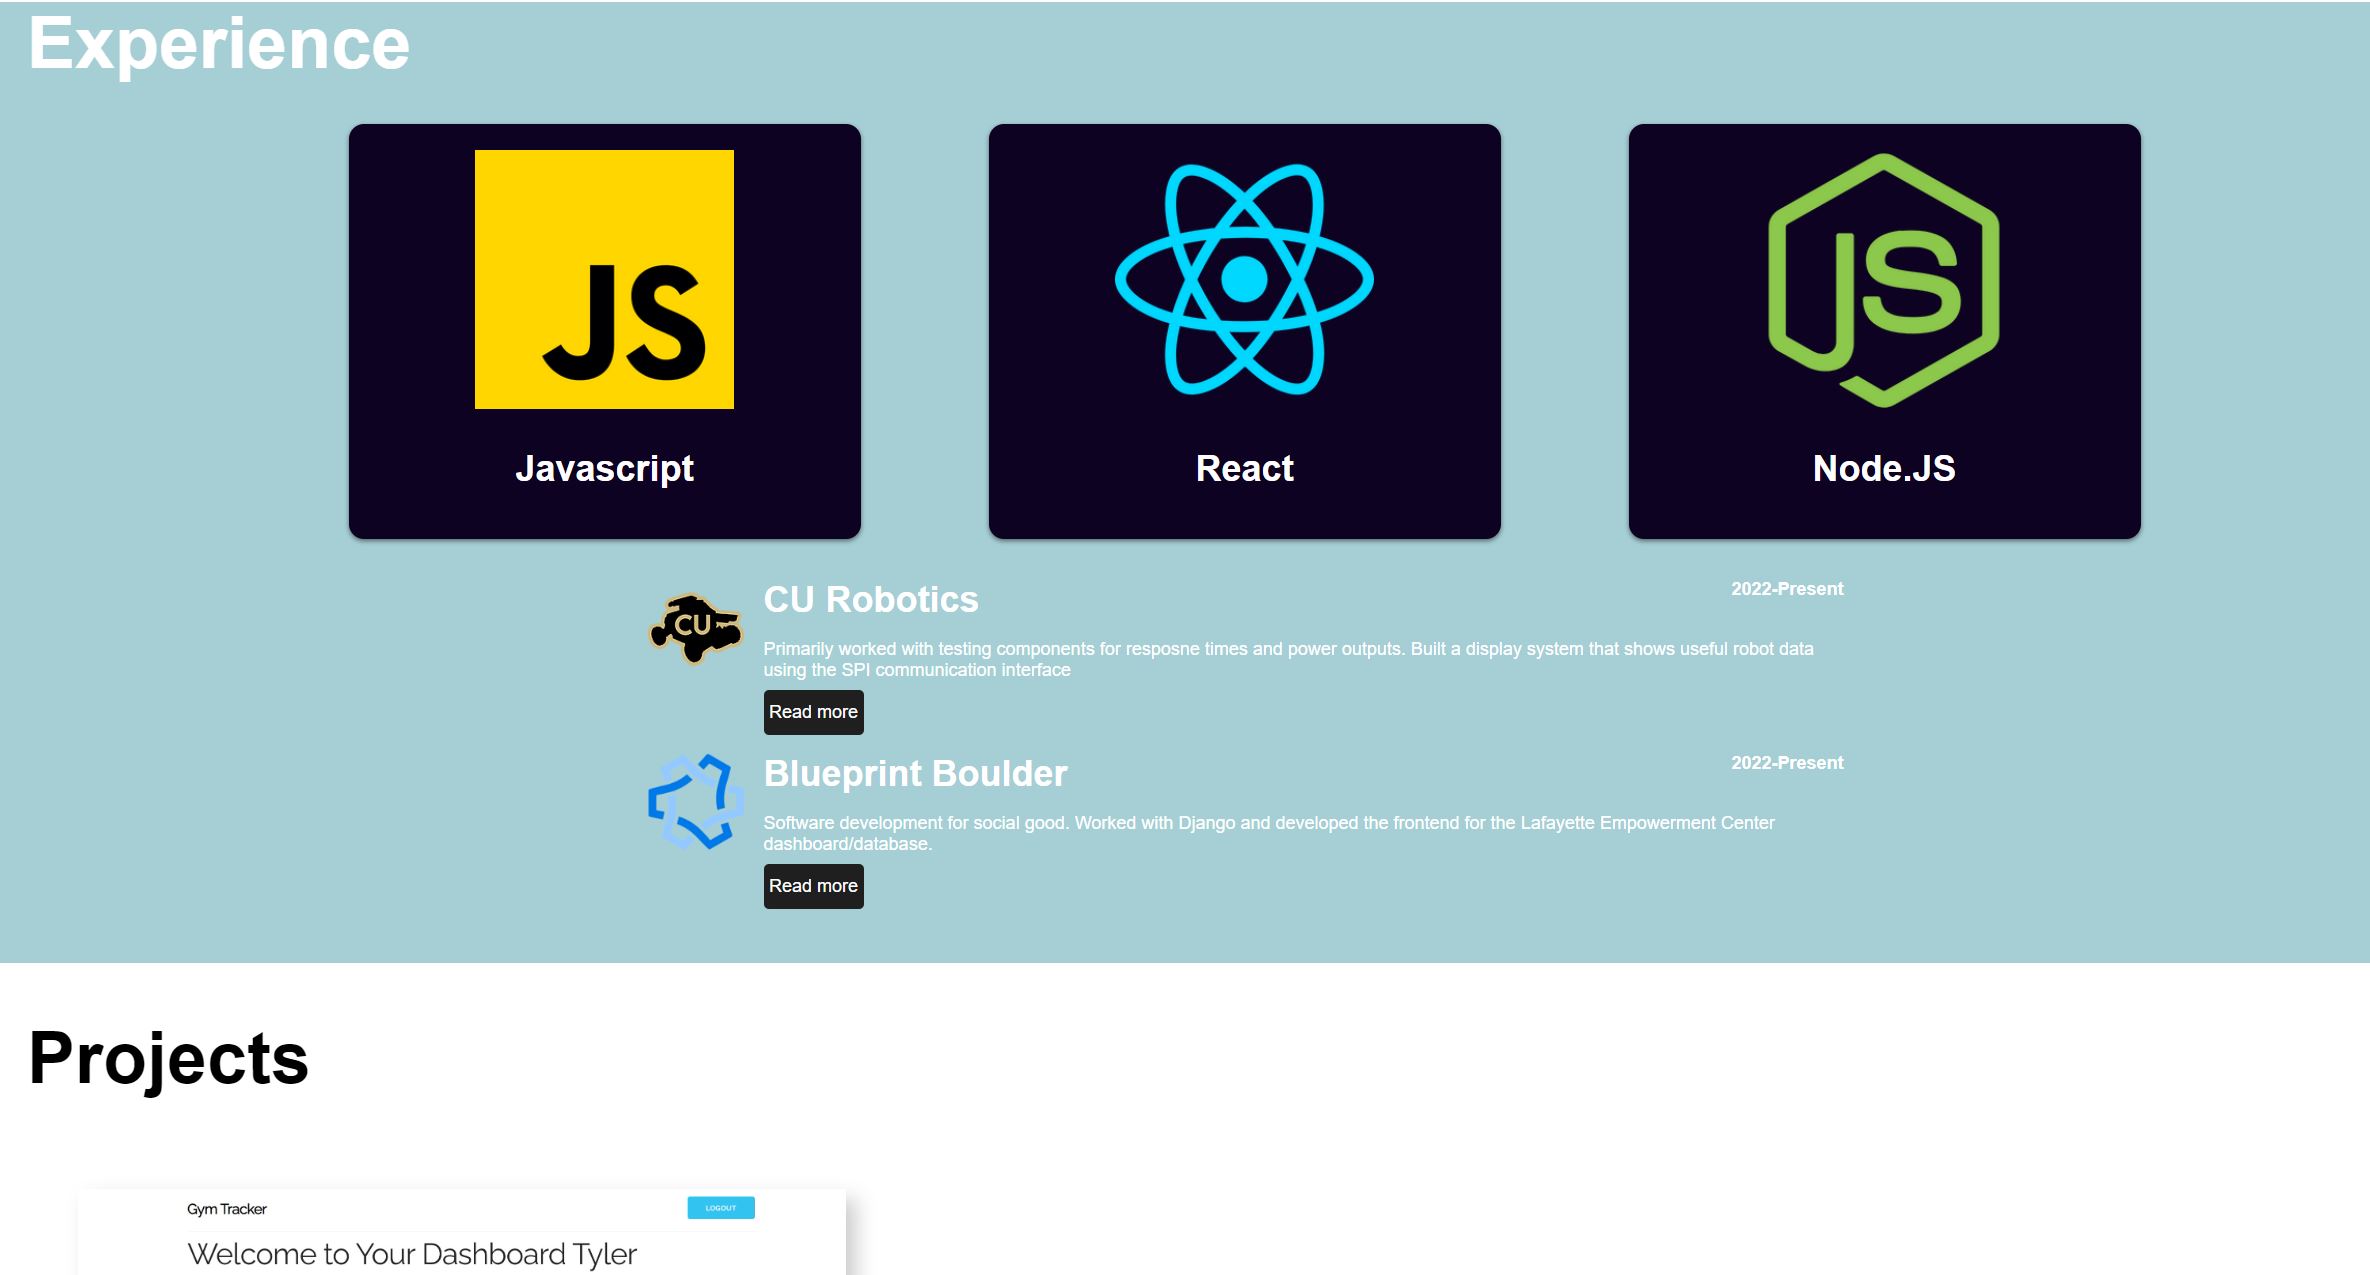 Experience
JS
JS
Javascript
React
Node.JS
CU
CU Robotics
2022-Present
Primarily worked with testing components for resposne times and power outputs. Built a display system that shows useful robot data
using the SPI communication interface
Read more
Blueprint Boulder
2022-Present
Software development for social good. Worked with Django and developed the frontend for the Lafayette Empowerment Center
dashboard/database.
Read more
Projects
Gym Tracker
LOGOUT
Welcome to Your Dashboard Tyler